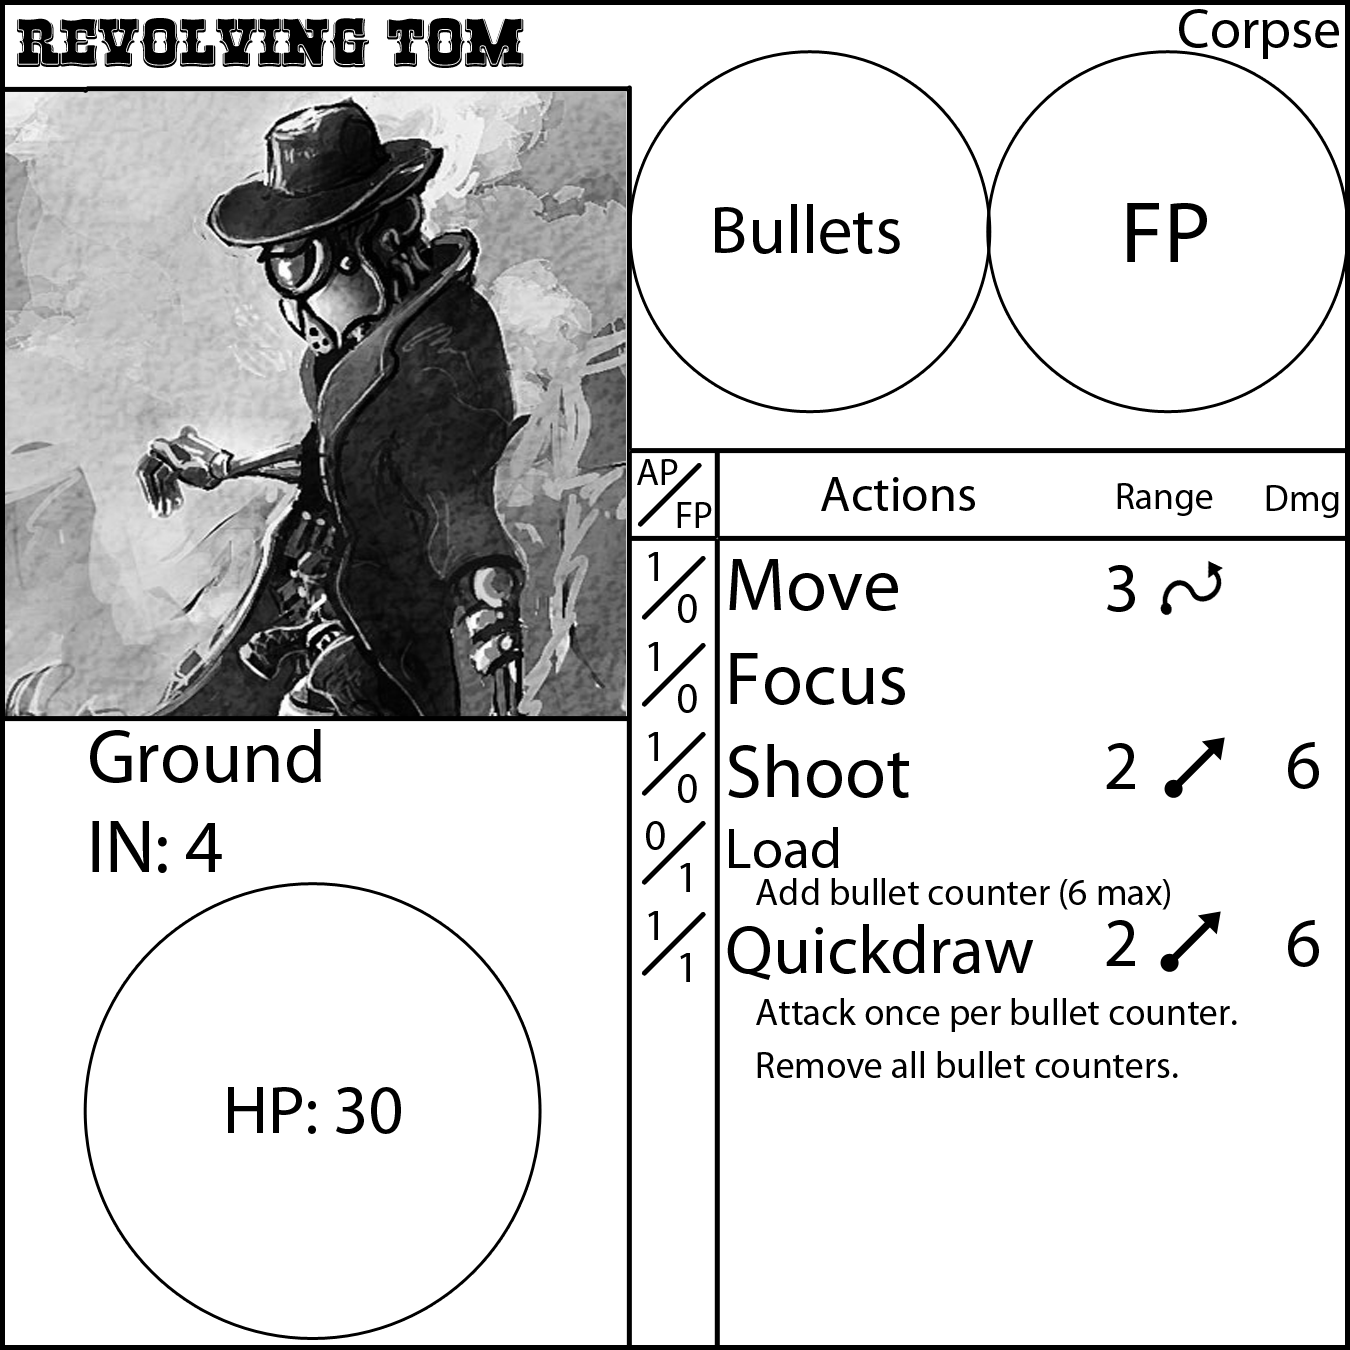 REVOLVING TOM
Corpse
Bullets
FP
AP/FP Actions Range Dmg
1/0 Move 3
1/0 Focus
1/0 Shoot 2 6
0/1 Load
Add bullet counter (6 max)
1/1 Quickdraw 2 6
Attack once per bullet counter.
Remove all bullet counters.
Ground
IN: 4
HP: 30